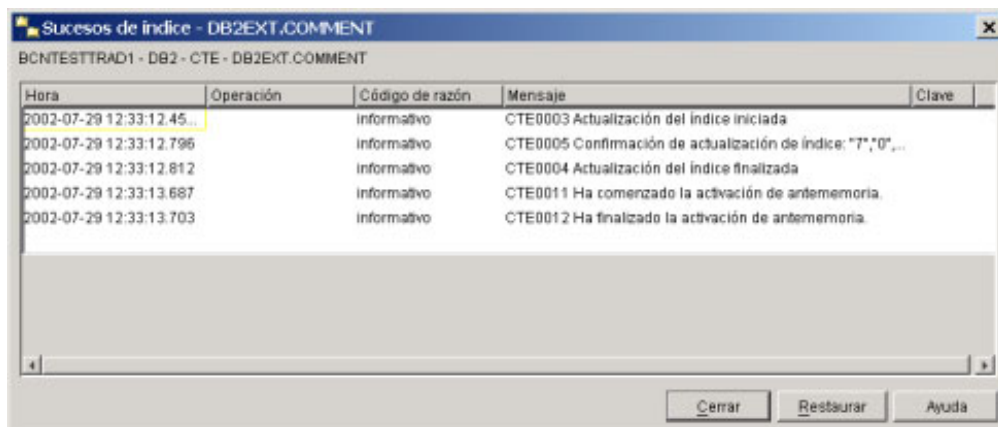 Sucesos de índice - DB2EXT.COMMENT
BCNTESTTRAD1 - DB2 - CTE - DB2EXT.COMMENT
Hora Operación Código de razón Mensaje Clave
2002-07-29 12:33:12.45... informativo CTE0003 Actualización del índice iniciada
2002-07-29 12:33:12.796 informativo CTE0005 Confirmación de actualización de índice: "7","0",...
2002-07-29 12:33:12.812 informativo CTE0004 Actualización del índice finalizada
2002-07-29 12:33:13.687 informativo CTE0011 Ha comenzado la activación de antememoria.
2002-07-29 12:33:13.703 informativo CTE0012 Ha finalizado la activación de antememoria.
Cerrar Restaurar Ayuda